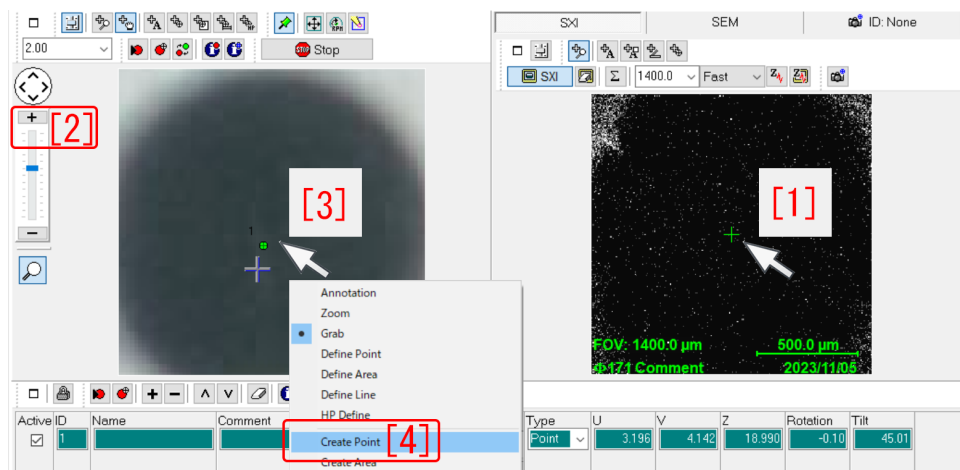 SXI SEM ID: None
2.00 Stop
SXI Σ 1400.0 Fast
[2]
[3]
[1]
1
Annotation
Zoom
Grab
Define Point
Define Area
Define Line
HP Define
Create Point
[4]
Create Area
FOV: 1400.0 µm 500.0 µm
Φ171 Comment 2023/11/05
Active ID Name Comment Type U V Z Rotation Tilt
1 Point 3.196 4.142 18.990 -0.10 45.01